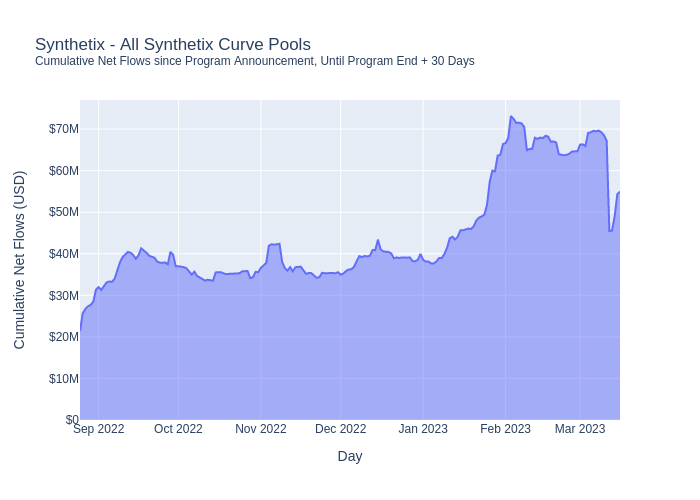 Synthetix - All Synthetix Curve Pools
Cumulative Net Flows since Program Announcement, Until Program End + 30 Days
Cumulative Net Flows (USD)
$70M
$60M
$50M
$40M
$30M
$20M
$10M
$0
Sep 2022 Oct 2022 Nov 2022 Dec 2022 Jan 2023 Feb 2023 Mar 2023
Day